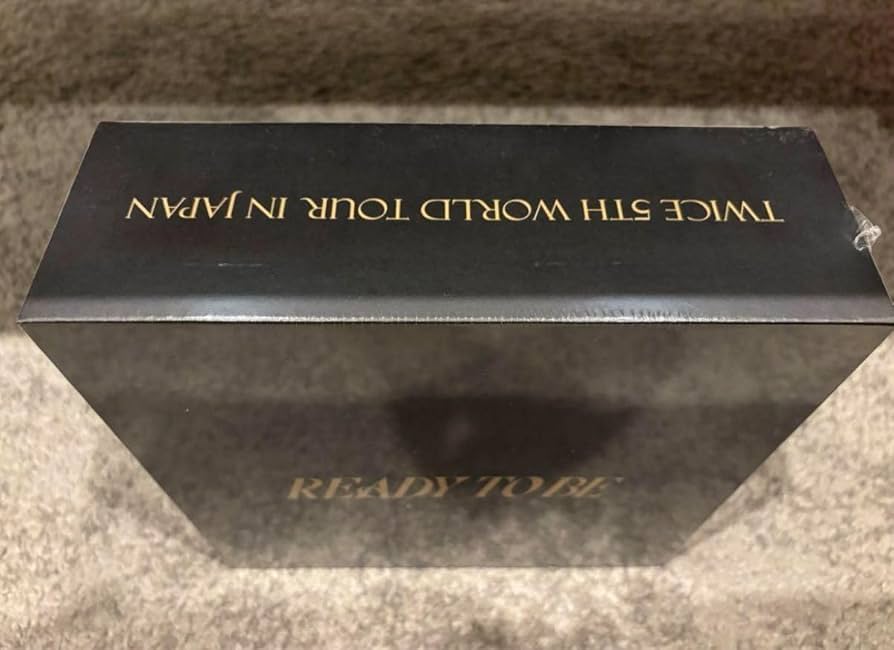 TWICE 5TH WORLD TOUR IN JAPAN
READY TO BE